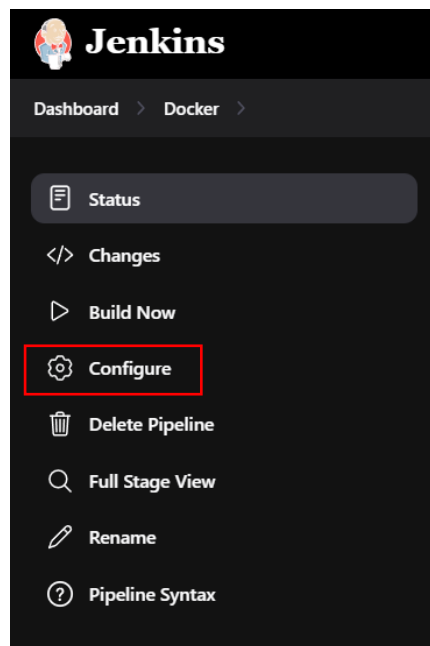 Jenkins
Dashboard > Docker >
Status
</> Changes
Build Now
Configure
Delete Pipeline
Full Stage View
Rename
? Pipeline Syntax